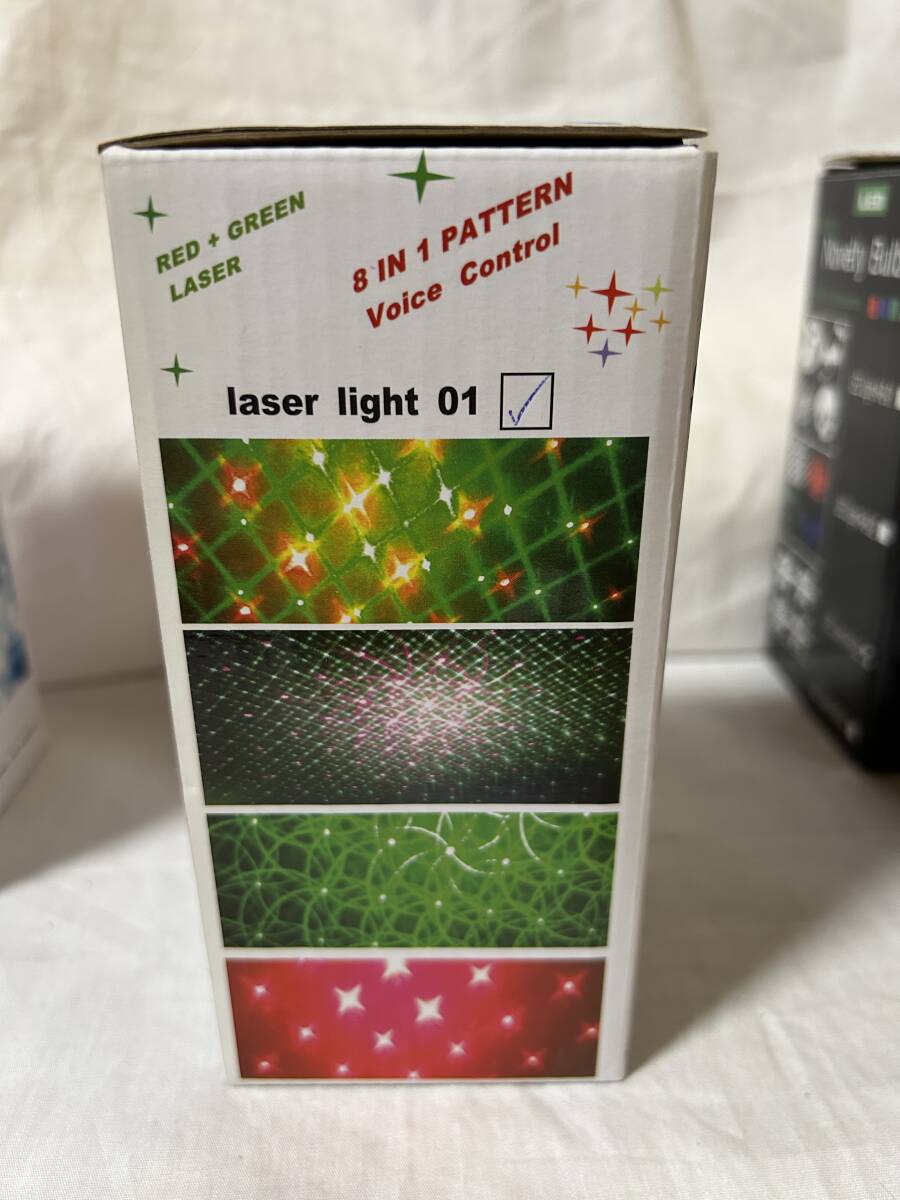 RED + GREEN
LASER
8 IN 1 PATTERN
Voice Control
laser light 01
LED
Novelty Bulb